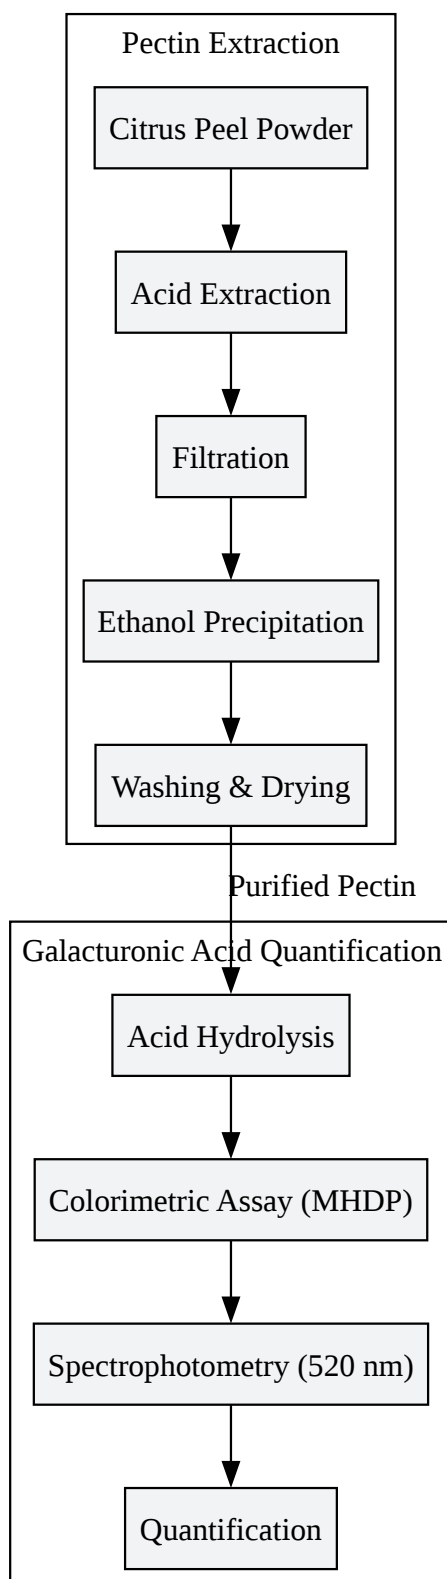 Pectin Extraction
Citrus Peel Powder
Acid Extraction
Filtration
Ethanol Precipitation
Washing & Drying
Purified Pectin
Galacturonic Acid Quantification
Acid Hydrolysis
Colorimetric Assay (MHDP)
Spectrophotometry (520 nm)
Quantification